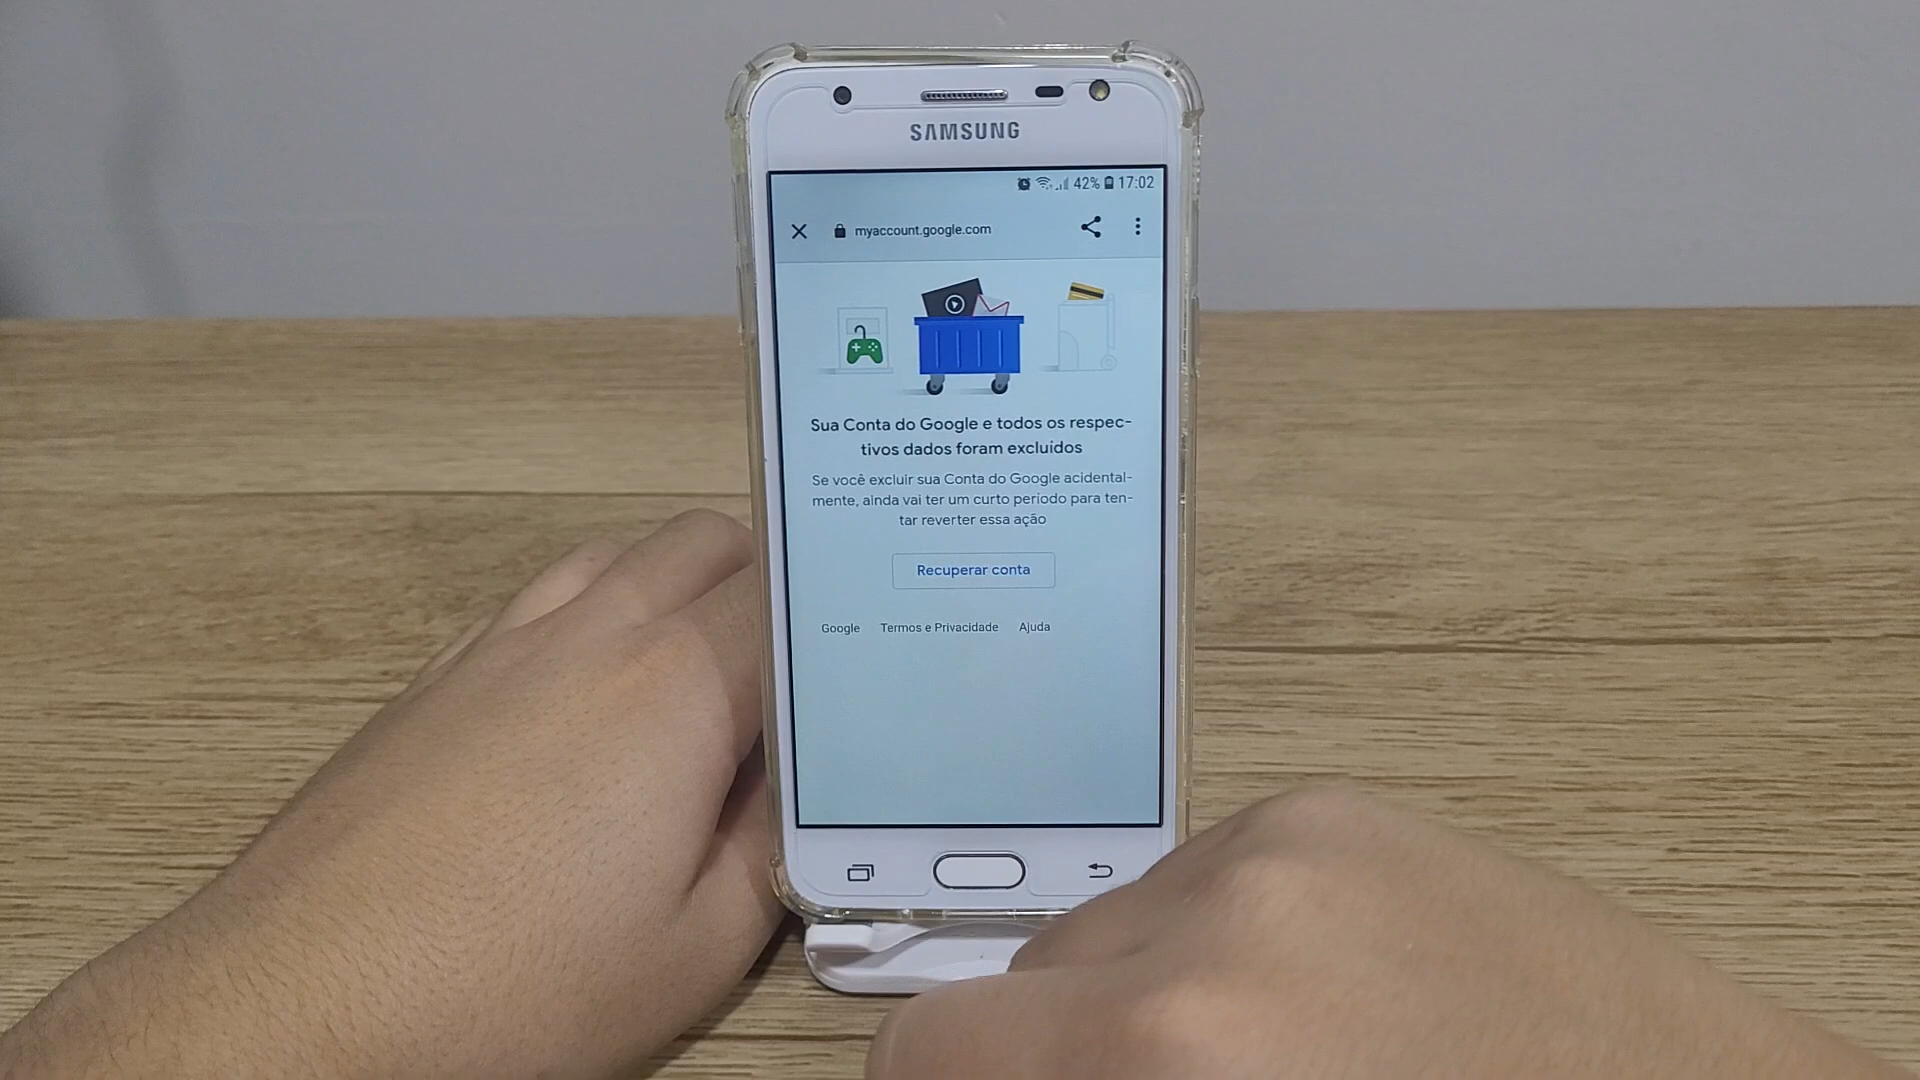 SAMSUNG
42% 17:02
myaccount.google.com
Sua Conta do Google e todos os respec-
tivos dados foram excluídos
Se você excluir sua Conta do Google acidental-
mente, ainda vai ter um curto período para ten-
tar reverter essa ação
Recuperar conta
Google Termos e Privacidade Ajuda